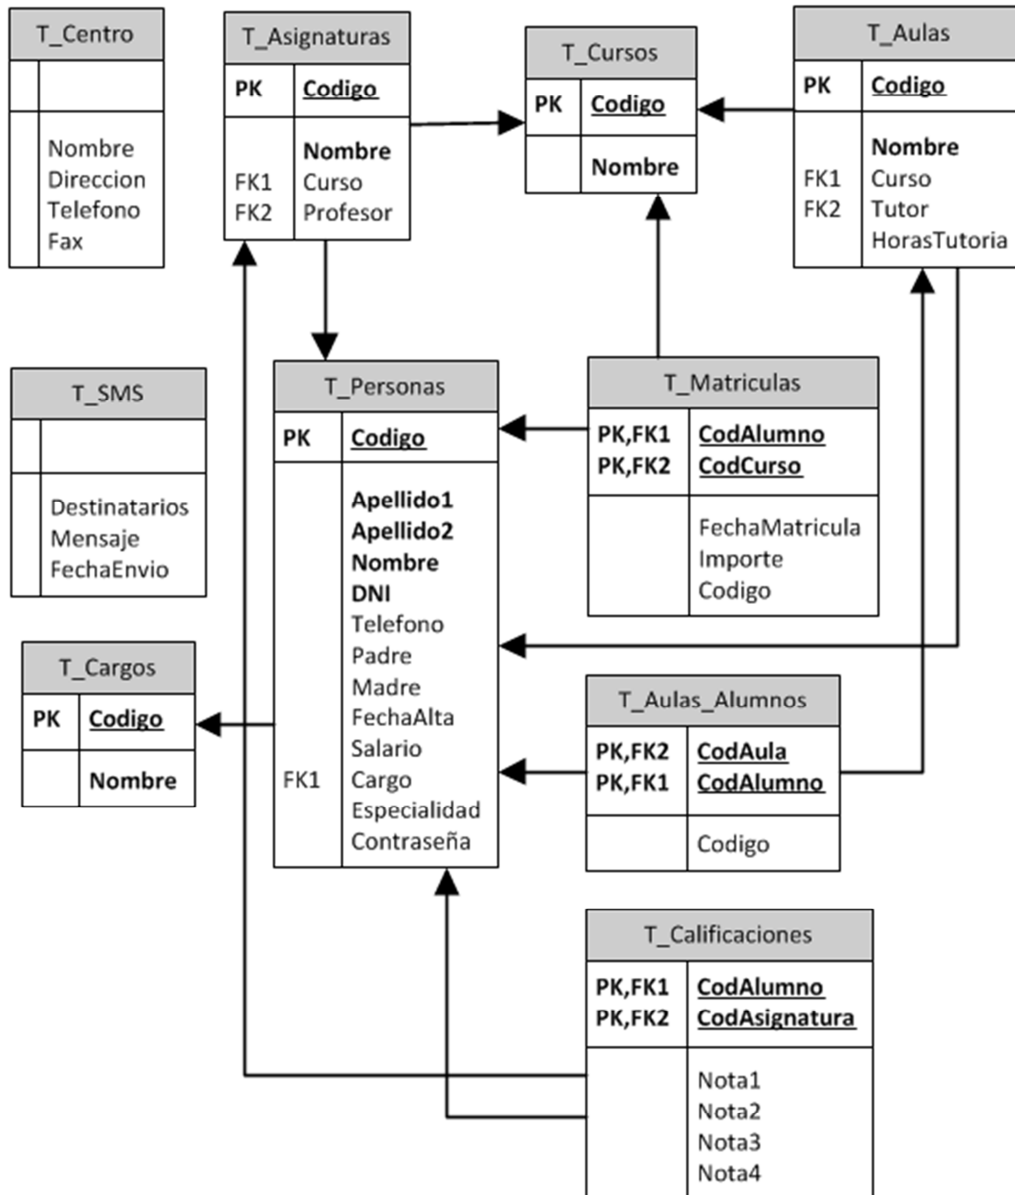 T_Centro
Nombre
Direccion
Telefono
Fax
T_Asignaturas
PK Codigo
Nombre
FK1 Curso
FK2 Profesor
T_Cursos
PK Codigo
Nombre
T_Aulas
PK Codigo
Nombre
FK1 Curso
FK2 Tutor
HorasTutoria
T_SMS
Destinatarios
Mensaje
FechaEnvio
T_Personas
PK Codigo
Apellido1
Apellido2
Nombre
DNI
Telefono
Padre
Madre
FechaAlta
Salario
FK1 Cargo
Especialidad
Contraseña
T_Matriculas
PK,FK1 CodAlumno
PK,FK2 CodCurso
FechaMatricula
Importe
Codigo
T_Cargos
PK Codigo
Nombre
T_Aulas_Alumnos
PK,FK2 CodAula
PK,FK1 CodAlumno
Codigo
T_Calificaciones
PK,FK1 CodAlumno
PK,FK2 CodAsignatura
Nota1
Nota2
Nota3
Nota4